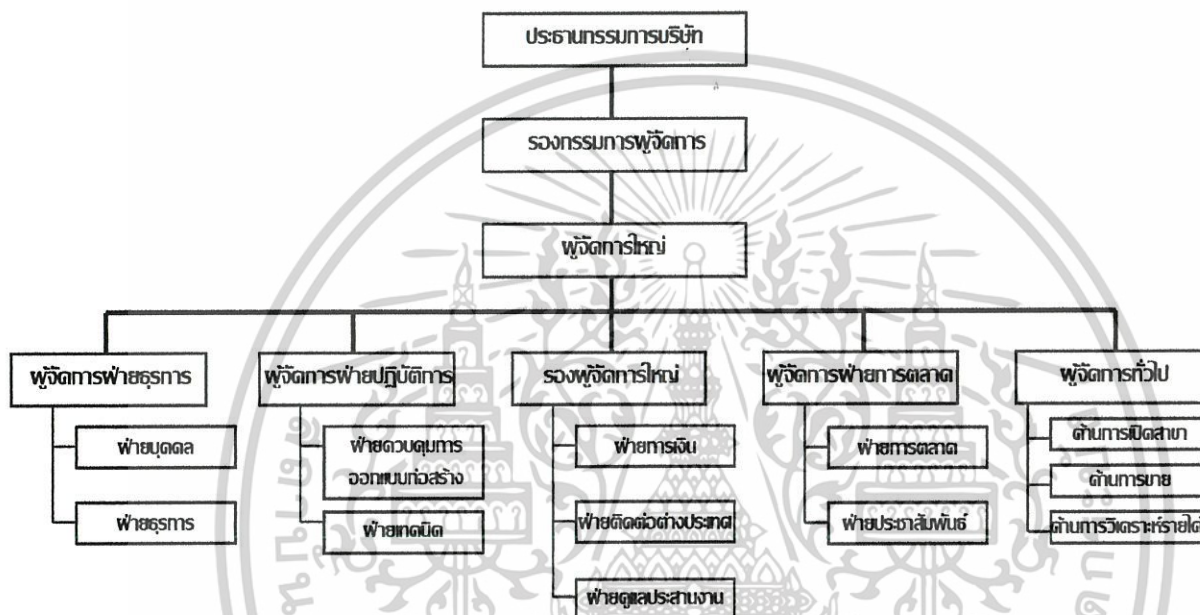 ประธานกรรมการบริษัท
รองกรรมการผู้จัดการ
ผู้จัดการใหญ่
ผู้จัดการฝ่ายธุรการ
ผู้จัดการฝ่ายปฏิบัติการ
รองผู้จัดการใหญ่
ผู้จัดการฝ่ายการตลาด
ผู้จัดการทั่วไป
ฝ่ายบุคคล
ฝ่ายธุรการ
ฝ่ายควบคุมการ
ออกแบบก่อสร้าง
ฝ่ายเทคนิค
ฝ่ายการเงิน
ฝ่ายติดต่อต่างประเทศ
ฝ่ายดูแลประสานงาน
ฝ่ายการตลาด
ฝ่ายประชาสัมพันธ์
ด้านการเปิดสาขา
ด้านการขาย
ด้านการวิเคราะห์รายได้